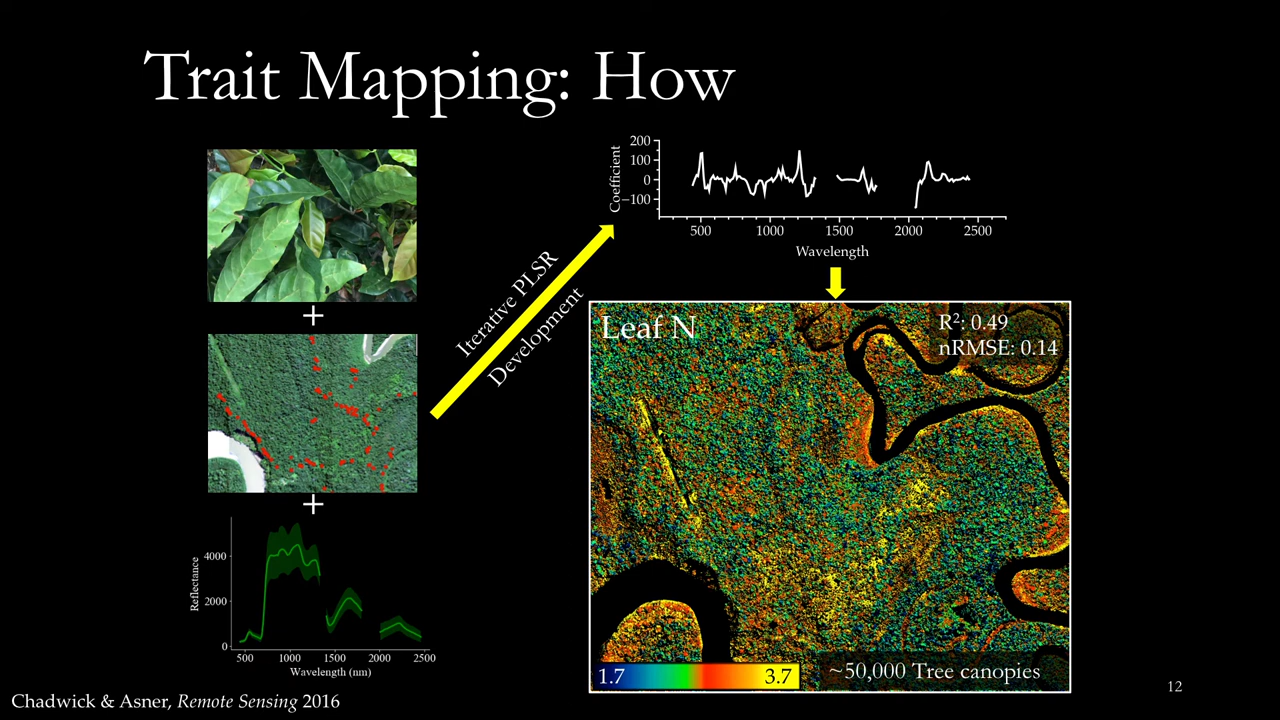 Trait Mapping: How
+
+
4000
2000
0
Reflectance
500 1000 1500 2000 2500
Wavelength (nm)
Iterative PLSR
Development
200
100
0
−100
Coefficient
500 1000 1500 2000 2500
Wavelength
Leaf N
R²: 0.49
nRMSE: 0.14
1.7 3.7
~50,000 Tree canopies
Chadwick & Asner, Remote Sensing 2016
12